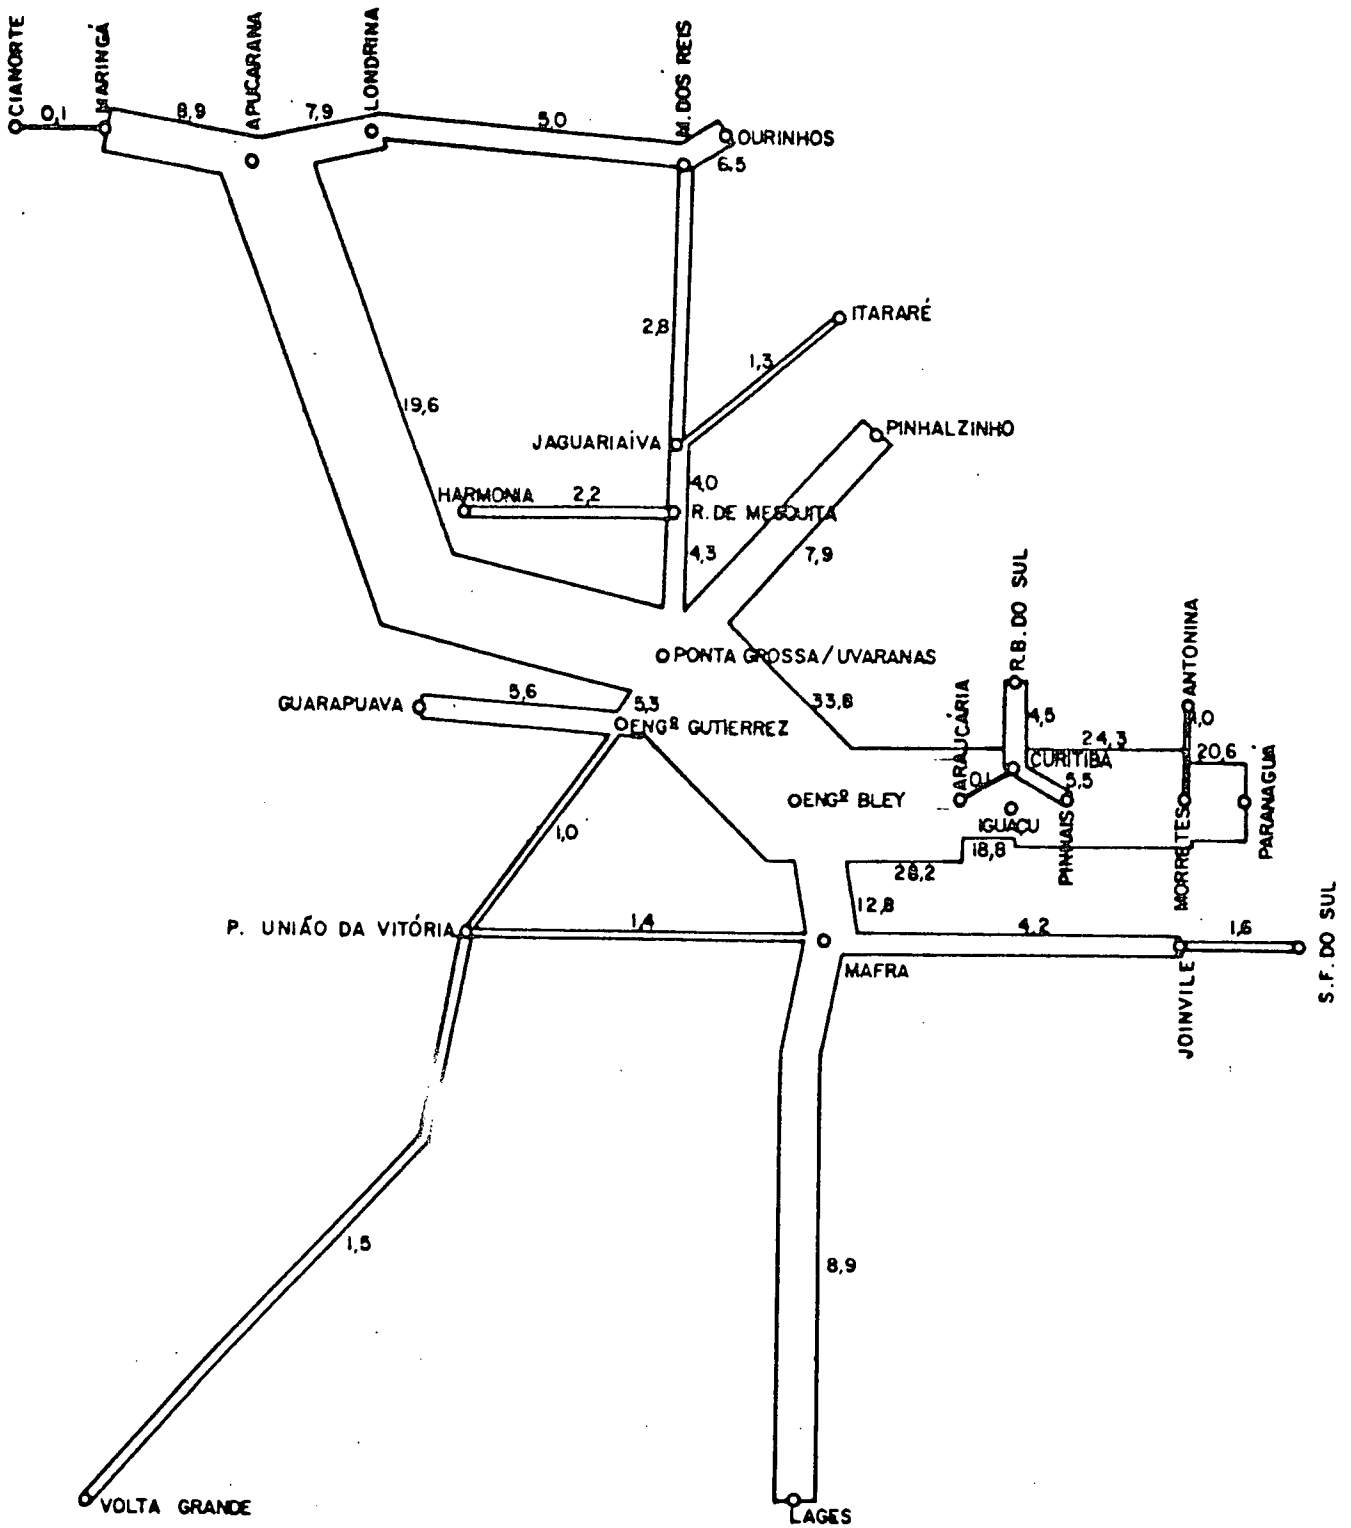 CIANORTE
MARINGÁ
APUCARANA
LONDRINA
M. DOS REIS
0,1
8,9
7,9
5,0
OURINHOS
6,5
2,8
ITARARÉ
1,3
19,6
JAGUARIAÍVA
PINHALZINHO
4,0
HARMONIA
2,2
R. DE MESQUITA
4,3
7,9
R.B. DO SUL
ANTONINA
PONTA GROSSA/UVARANAS
ARAUCÁRIA
GUARAPUAVA
5,6
5,3
33,8
4,5
1,0
ENGº GUTIERREZ
24,3
20,6
CURITIBA
PARANAGUÁ
0,1
5,5
ENGº BLEY
IGUAÇU
PINHAIS
MORRETES
1,0
18,8
28,2
12,8
P. UNIÃO DA VITÓRIA
1,4
4,2
1,6
S.F. DO SUL
MAFRA
JOINVILE
1,5
8,9
VOLTA GRANDE
LAGES